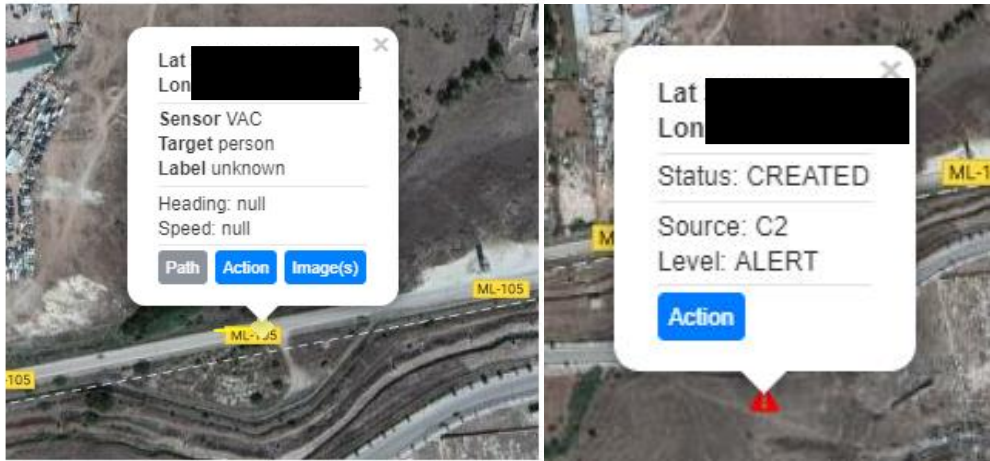 Lat
Lon
Sensor VAC
Target person
Label unknown
Heading: null
Speed: null
Path Action Image(s)
ML-105
ML-105
-105
Lat
Lon
Status: CREATED
Source: C2
Level: ALERT
Action
ML-1
M